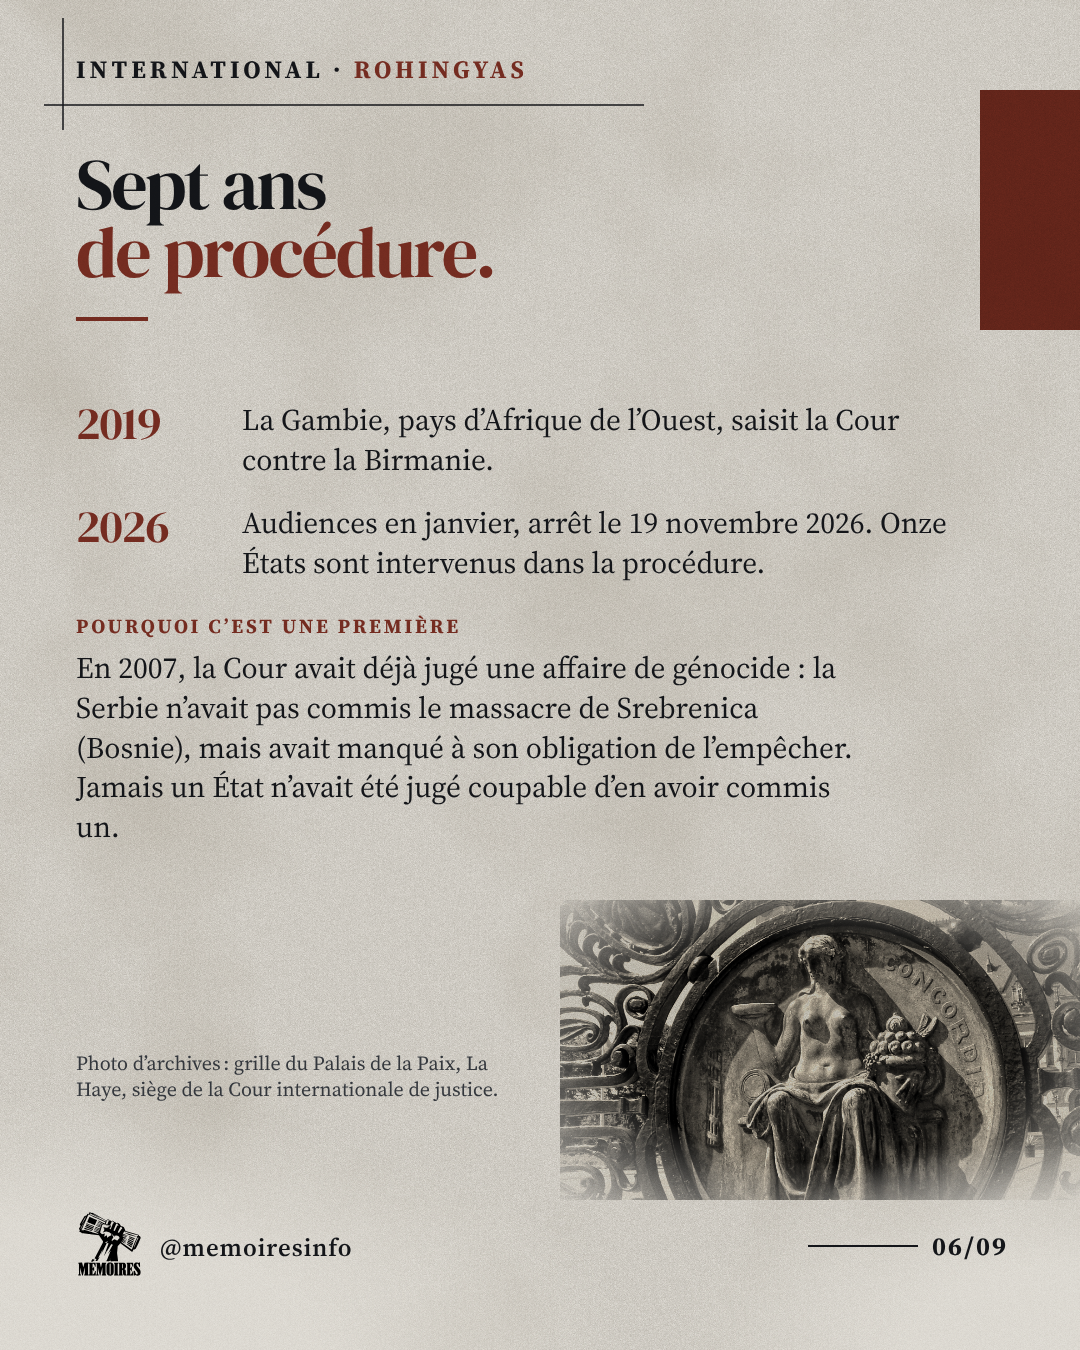 INTERNATIONAL · ROHINGYAS
Sept ans
de procédure.
2019
La Gambie, pays d’Afrique de l’Ouest, saisit la Cour
contre la Birmanie.
2026
Audiences en janvier, arrêt le 19 novembre 2026. Onze
États sont intervenus dans la procédure.
POURQUOI C’EST UNE PREMIÈRE
En 2007, la Cour avait déjà jugé une affaire de génocide : la
Serbie n’avait pas commis le massacre de Srebrenica
(Bosnie), mais avait manqué à son obligation de l’empêcher.
Jamais un État n’avait été jugé coupable d’en avoir commis
un.
CONCORDIA
Photo d’archives : grille du Palais de la Paix, La
Haye, siège de la Cour internationale de justice.
MÉMOIRES
@memoiresinfo
06/09